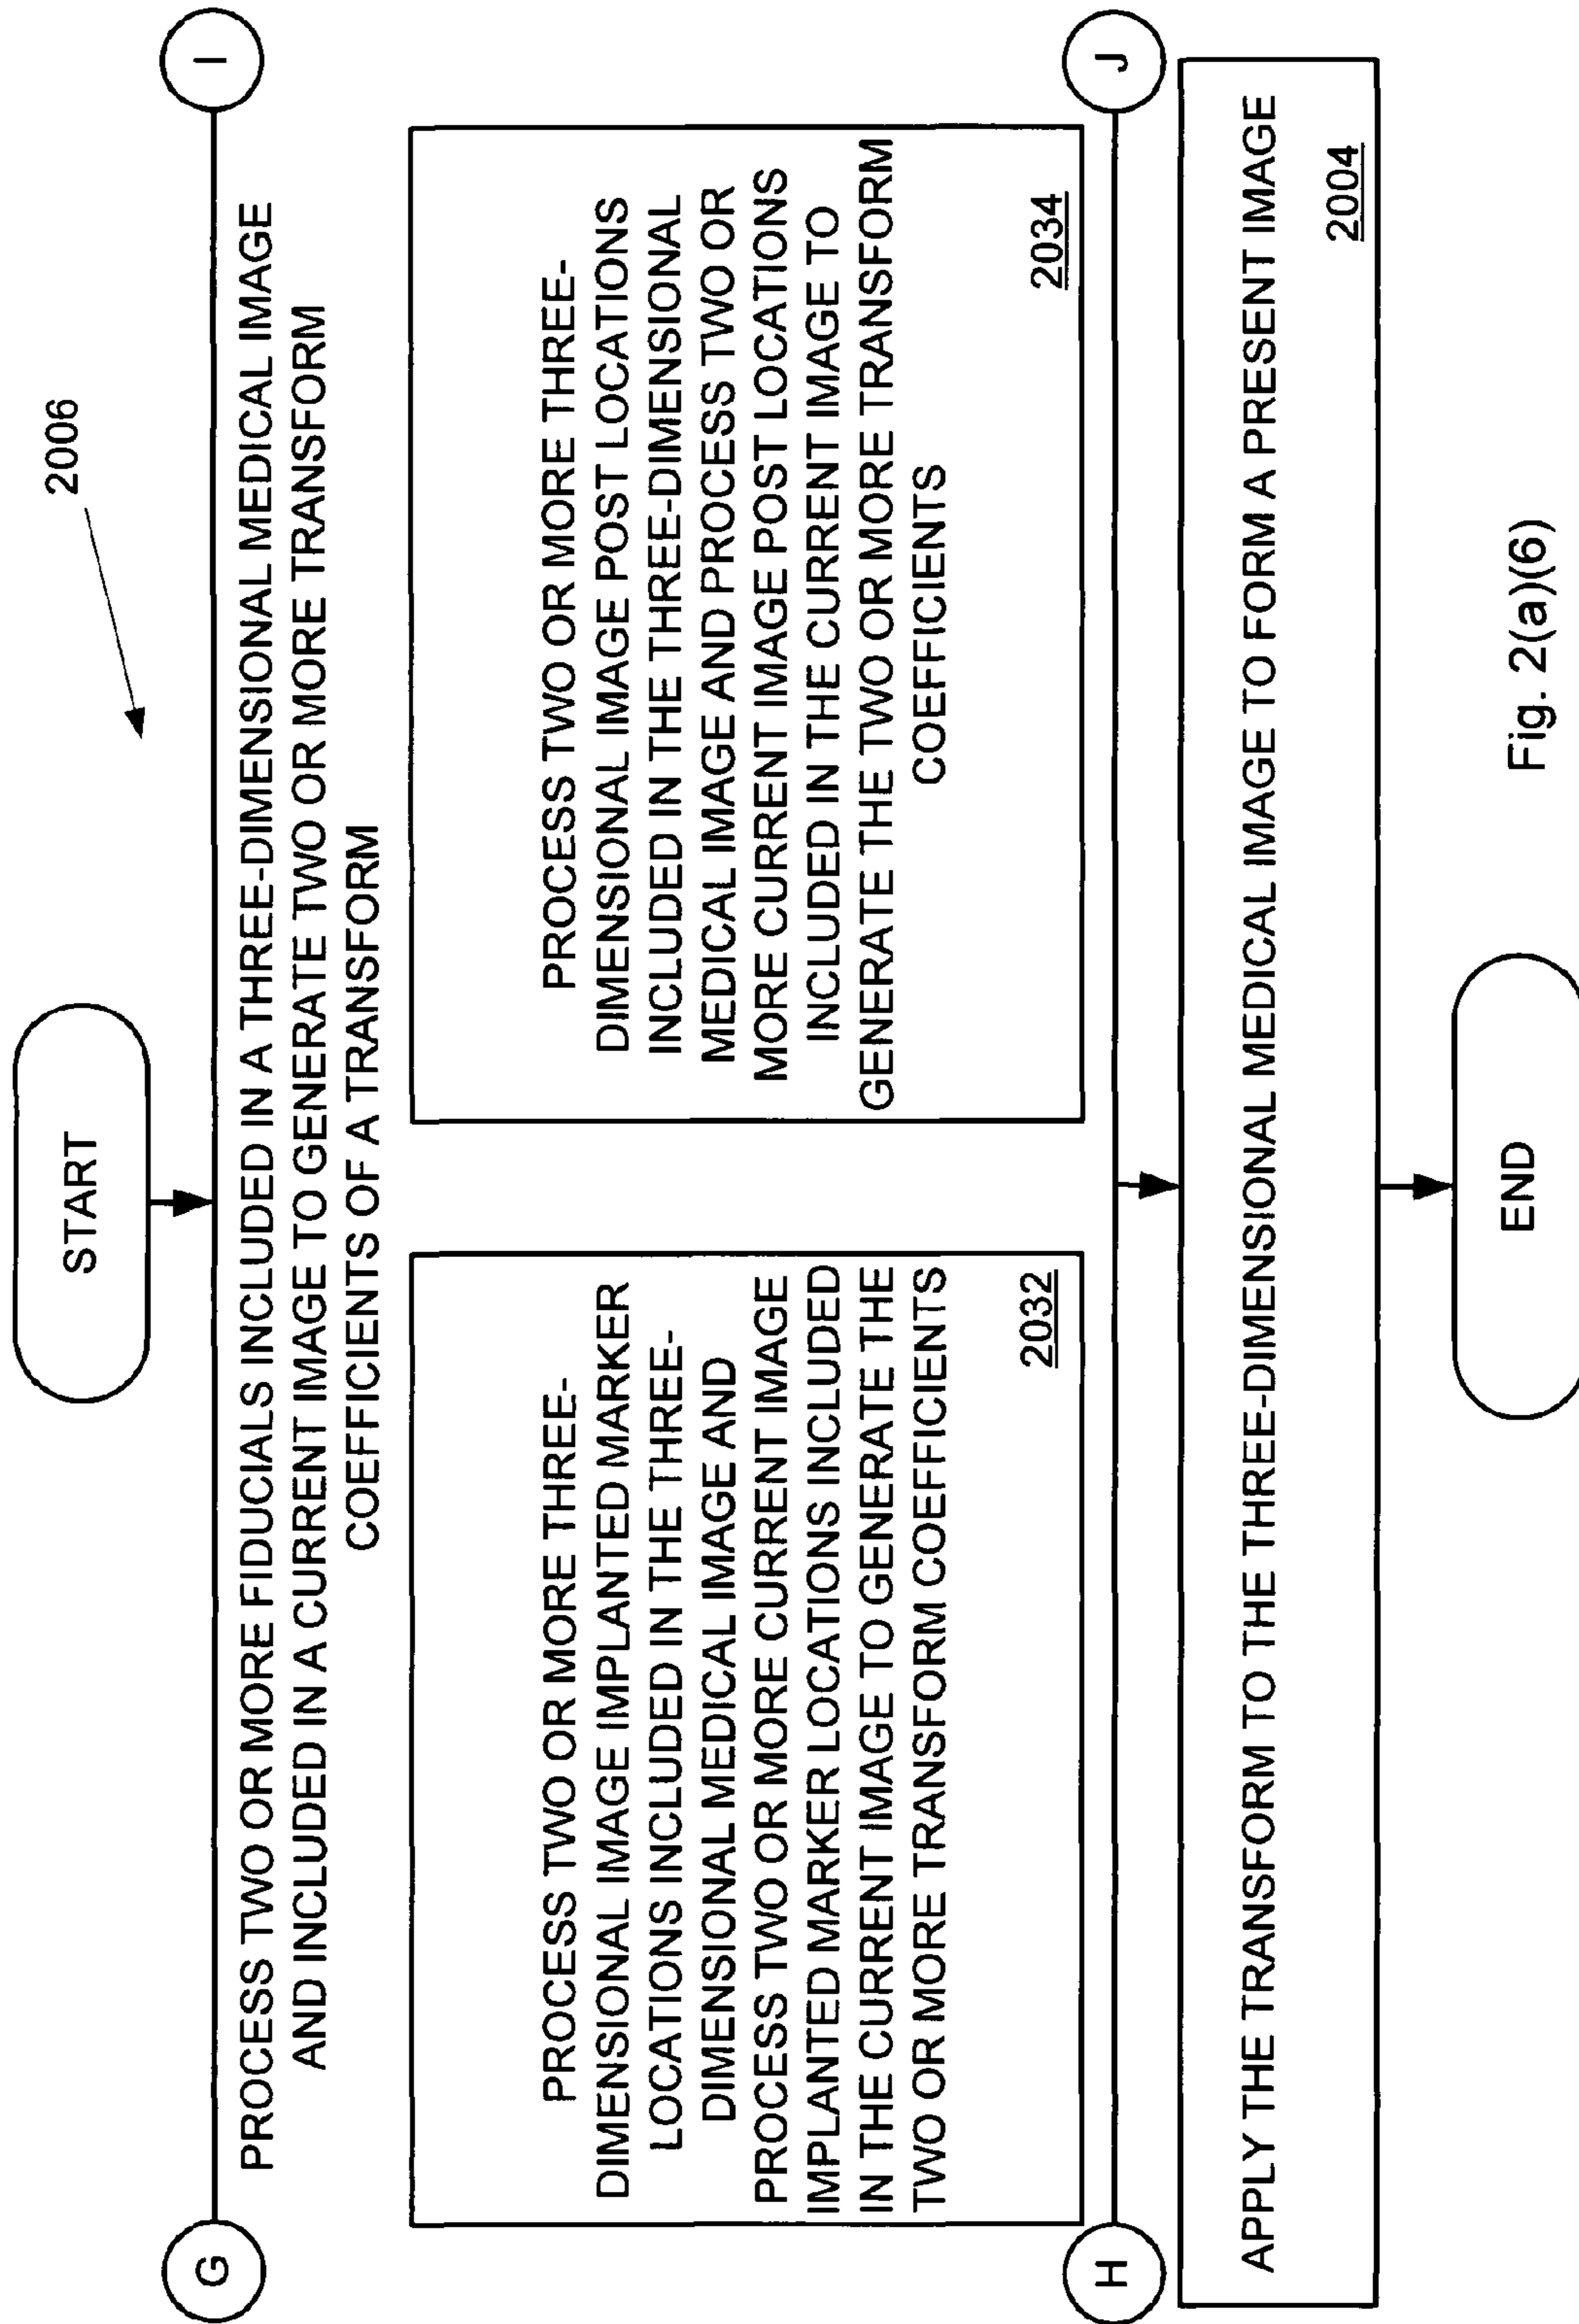 2006
START
G
I
PROCESS TWO OR MORE FIDUCIALS INCLUDED IN A THREE-DIMENSIONAL MEDICAL IMAGE
AND INCLUDED IN A CURRENT IMAGE TO GENERATE TWO OR MORE TRANSFORM
COEFFICIENTS OF A TRANSFORM
PROCESS TWO OR MORE THREE-
DIMENSIONAL IMAGE IMPLANTED MARKER
LOCATIONS INCLUDED IN THE THREE-
DIMENSIONAL MEDICAL IMAGE AND
PROCESS TWO OR MORE CURRENT IMAGE
IMPLANTED MARKER LOCATIONS INCLUDED
IN THE CURRENT IMAGE TO GENERATE THE
TWO OR MORE TRANSFORM COEFFICIENTS
2032
PROCESS TWO OR MORE THREE-
DIMENSIONAL IMAGE POST LOCATIONS
INCLUDED IN THE THREE-DIMENSIONAL
MEDICAL IMAGE AND PROCESS TWO OR
MORE CURRENT IMAGE POST LOCATIONS
INCLUDED IN THE CURRENT IMAGE TO
GENERATE THE TWO OR MORE TRANSFORM
COEFFICIENTS
2034
H
J
APPLY THE TRANSFORM TO THE THREE-DIMENSIONAL MEDICAL IMAGE TO FORM A PRESENT IMAGE
2004
END
Fig. 2(a)(6)